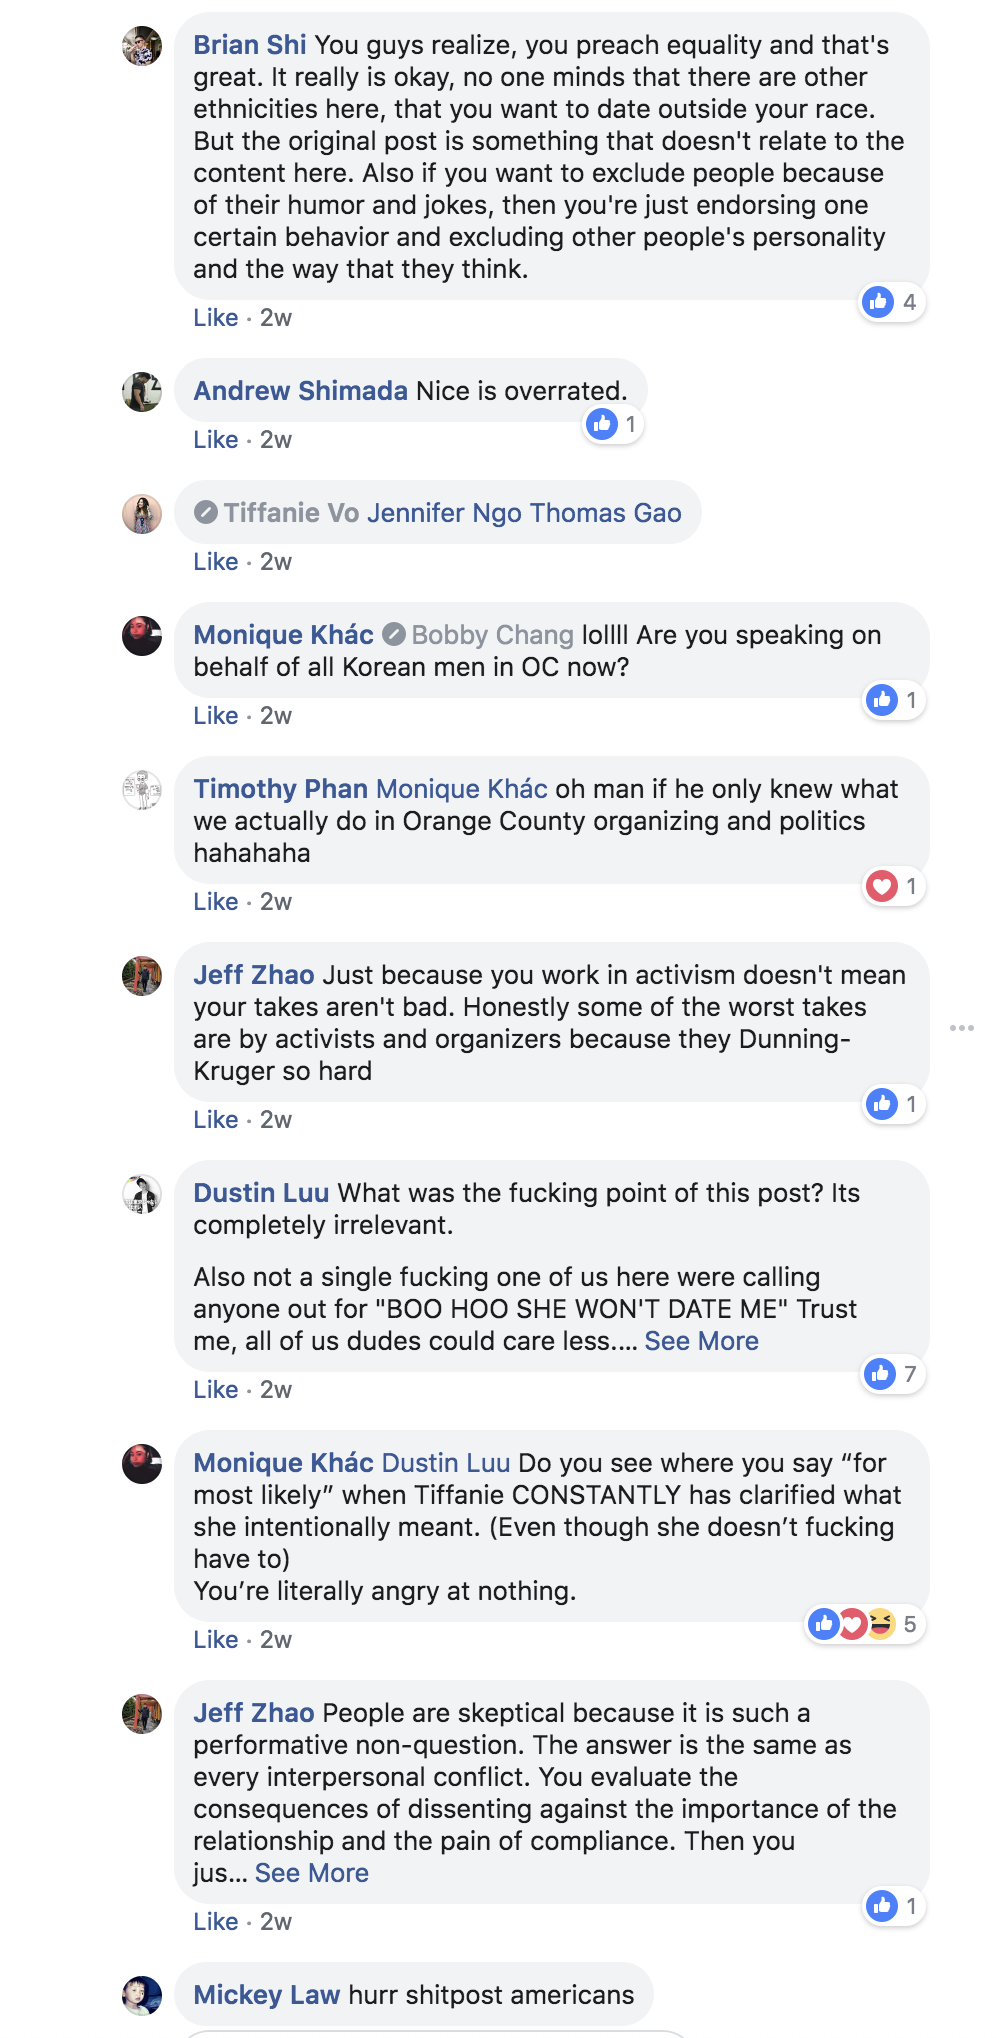 Brian Shi You guys realize, you preach equality and that's
great. It really is okay, no one minds that there are other
ethnicities here, that you want to date outside your race.
But the original post is something that doesn't relate to the
content here. Also if you want to exclude people because
of their humor and jokes, then you're just endorsing one
certain behavior and excluding other people's personality
and the way that they think.
4
Like · 2w
Andrew Shimada Nice is overrated.
1
Like · 2w
Tiffanie Vo Jennifer Ngo Thomas Gao
Like · 2w
Monique Khác Bobby Chang lollll Are you speaking on
behalf of all Korean men in OC now?
1
Like · 2w
Timothy Phan Monique Khác oh man if he only knew what
we actually do in Orange County organizing and politics
hahahaha
1
Like · 2w
Jeff Zhao Just because you work in activism doesn't mean
your takes aren't bad. Honestly some of the worst takes
are by activists and organizers because they Dunning-
Kruger so hard
1
Like · 2w
Dustin Luu What was the fucking point of this post? Its
completely irrelevant.
Also not a single fucking one of us here were calling
anyone out for "BOO HOO SHE WON'T DATE ME" Trust
me, all of us dudes could care less.... See More
7
Like · 2w
Monique Khác Dustin Luu Do you see where you say “for
most likely” when Tiffanie CONSTANTLY has clarified what
she intentionally meant. (Even though she doesn’t fucking
have to)
You’re literally angry at nothing.
5
Like · 2w
Jeff Zhao People are skeptical because it is such a
performative non-question. The answer is the same as
every interpersonal conflict. You evaluate the
consequences of dissenting against the importance of the
relationship and the pain of compliance. Then you
jus... See More
1
Like · 2w
Mickey Law hurr shitpost americans